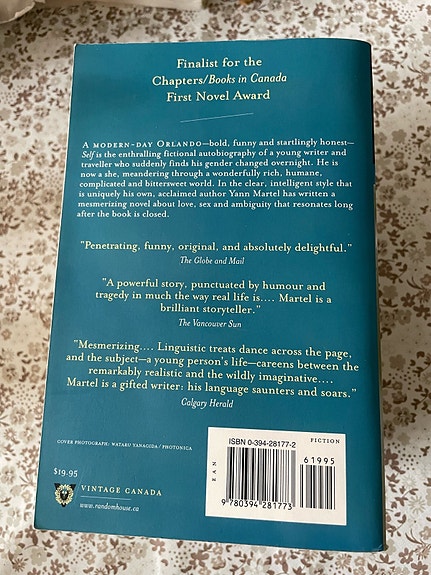 Finalist for the
Chapters/Books in Canada
First Novel Award
A MODERN-DAY ORLANDO—bold, funny and startlingly honest—
Self is the enthralling fictional autobiography of a young writer and
traveller who suddenly finds his gender changed overnight. He is
now a she, meandering through a wonderfully rich, humane,
complicated and bittersweet world. In the clear, intelligent style that
is uniquely his own, acclaimed author Yann Martel has written a
mesmerizing novel about love, sex and ambiguity that resonates long
after the book is closed.
"Penetrating, funny, original, and absolutely delightful."
The Globe and Mail
"A powerful story, punctuated by humour and
tragedy in much the way real life is.... Martel is a
brilliant storyteller."
The Vancouver Sun
"Mesmerizing.... Linguistic treats dance across the page,
and the subject—a young person's life—careens between the
remarkably realistic and the wildly imaginative....
Martel is a gifted writer: his language saunters and soars."
Calgary Herald
COVER PHOTOGRAPH: WATARU YANAGIDA / PHOTONICA
$19.95
VINTAGE CANADA
www.randomhouse.ca
ISBN 0-394-28177-2
FICTION
61995
EAN
9 780394 281773